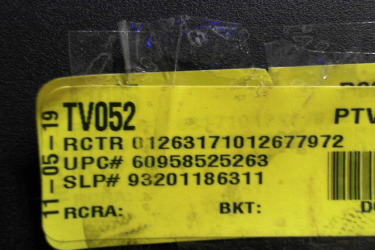 11-05-19
TV052 PTV
RCTR 01263171012677972
UPC# 60958525263
SLP# 93201186311
RCRA: BKT: